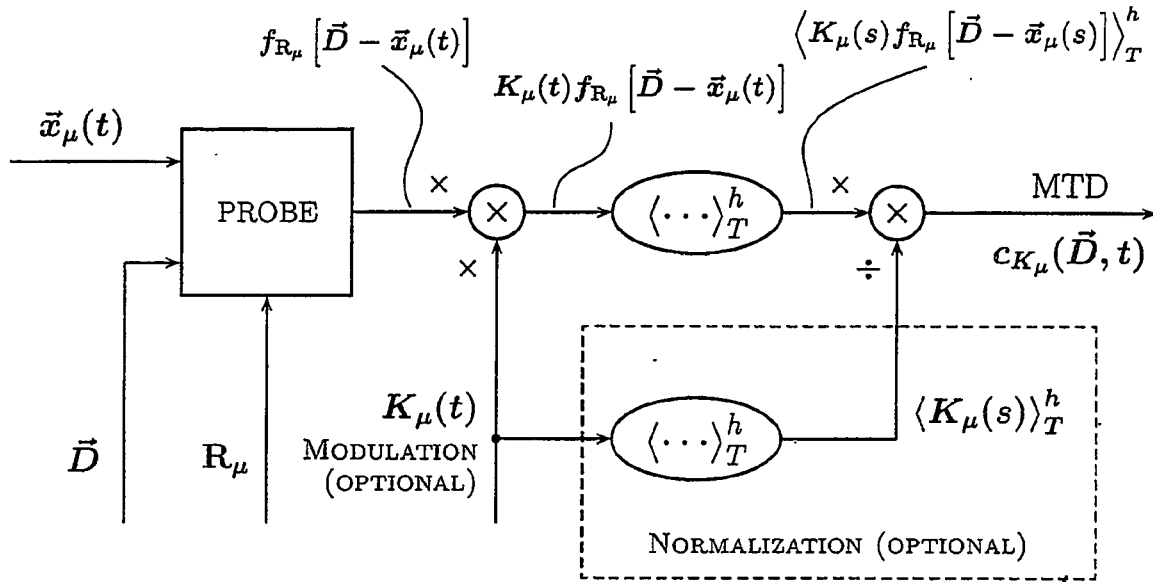 f_{R_μ} [D⃗ − x⃗_μ(t)]
⟨K_μ(s) f_{R_μ} [D⃗ − x⃗_μ(s)]⟩_T^h
K_μ(t) f_{R_μ} [D⃗ − x⃗_μ(t)]
x⃗_μ(t)
PROBE
×
×
×
⟨···⟩_T^h
×
×
÷
MTD
c_{K_μ}(D⃗, t)
D⃗
R_μ
K_μ(t)
MODULATION
(OPTIONAL)
⟨···⟩_T^h
⟨K_μ(s)⟩_T^h
NORMALIZATION (OPTIONAL)